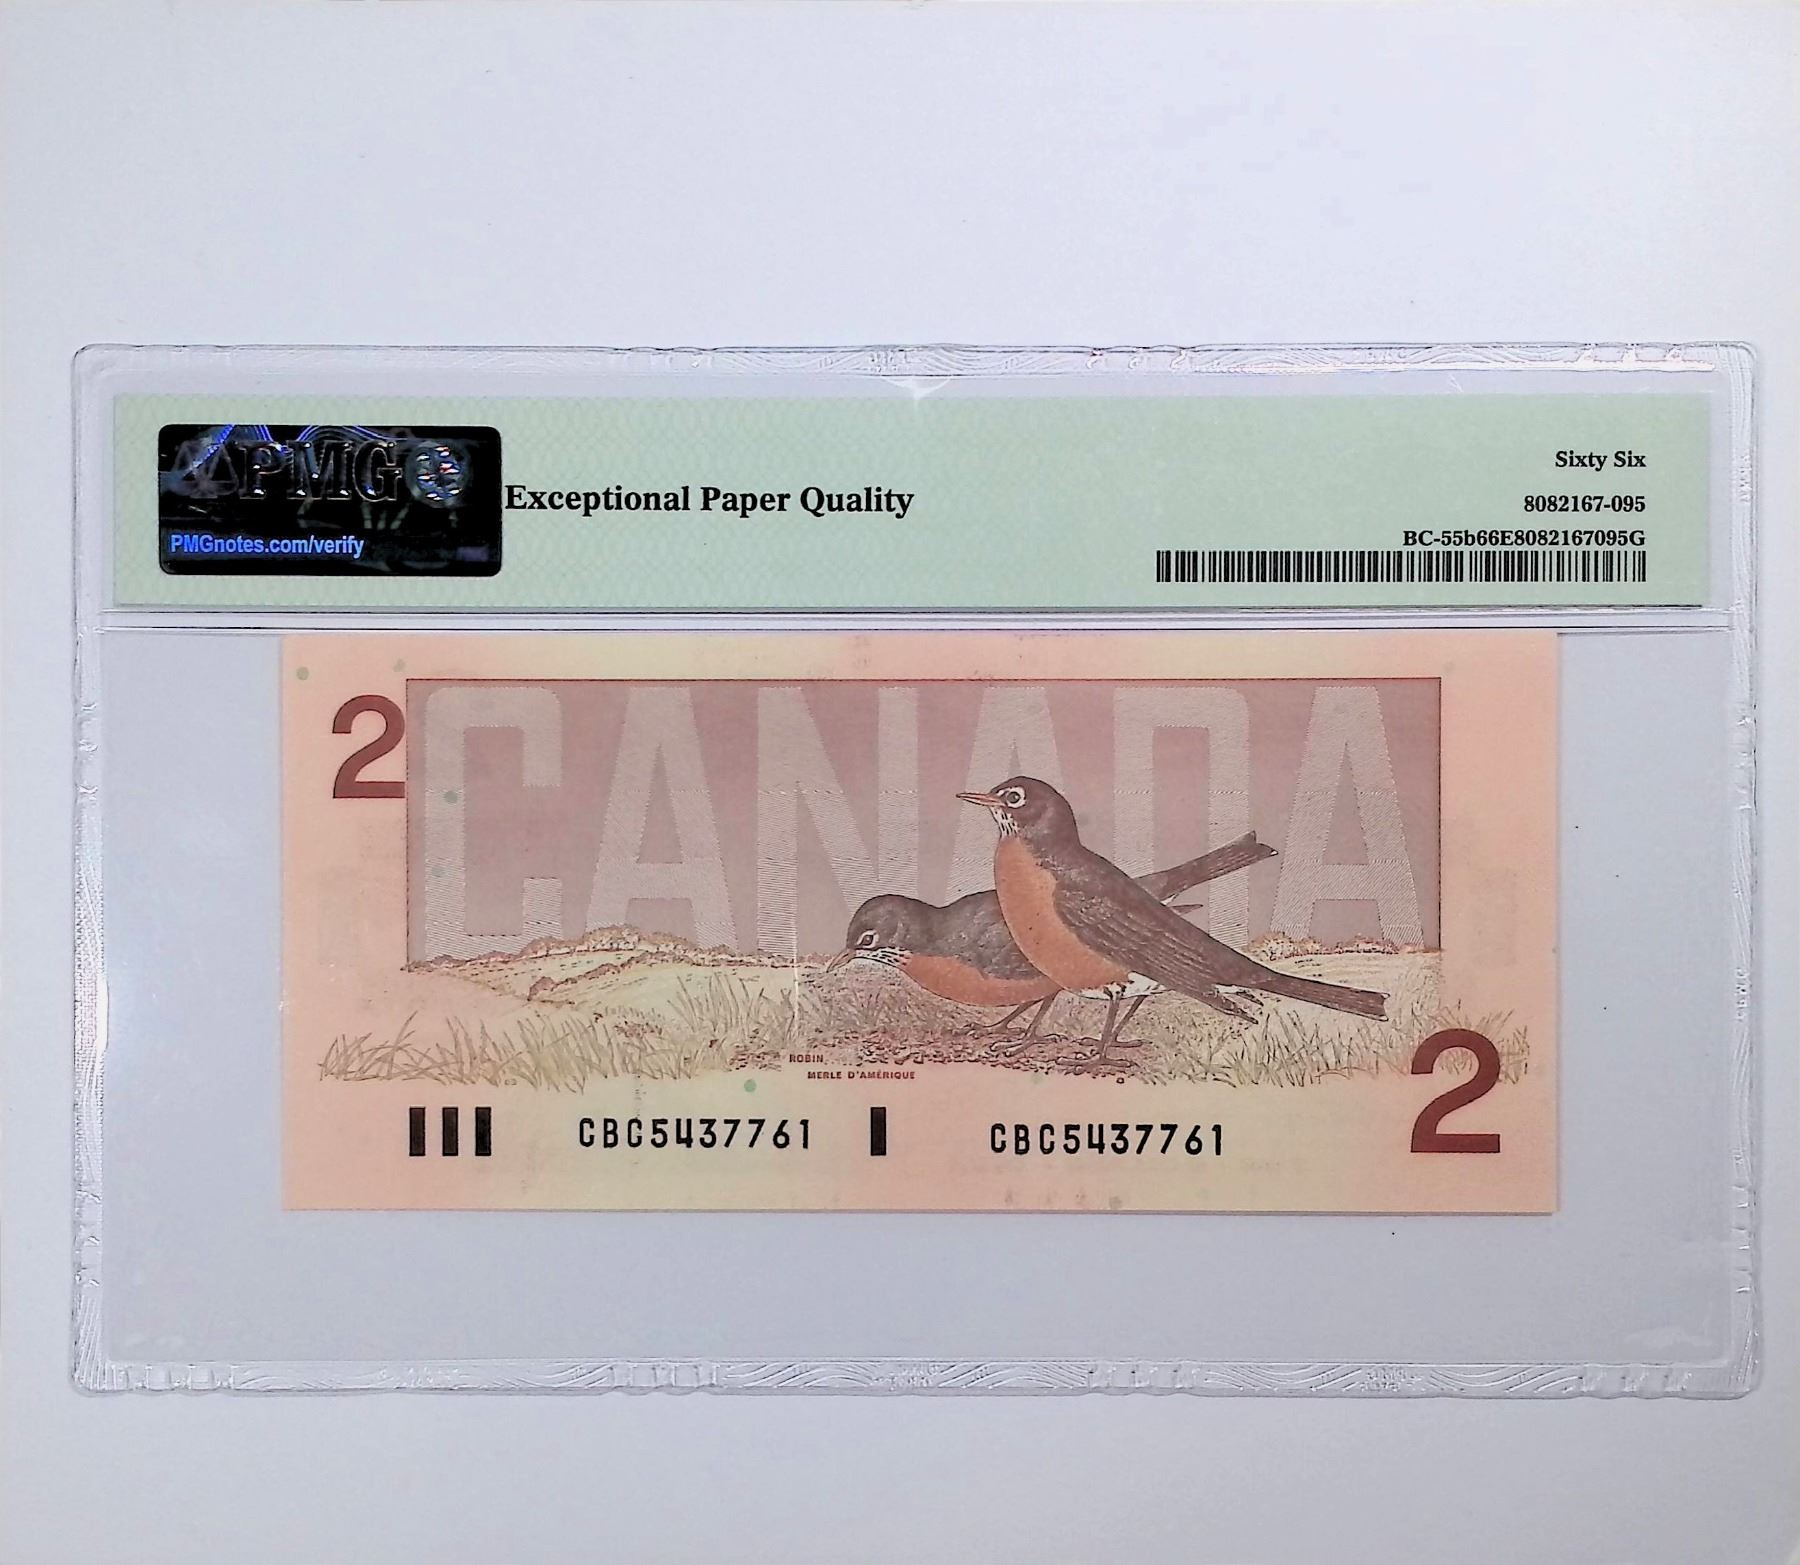 PMG
PMGnotes.com/verify
Exceptional Paper Quality
Sixty Six
8082167-095
BC-55b66E8082167095G
2
CANADA
ROBIN
MERLE D'AMÉRIQUE
CBC5437761
CBC5437761
2